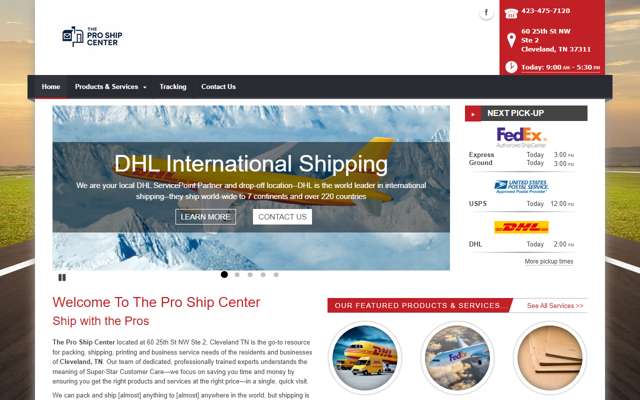 THE
PRO SHIP
CENTER
f
423-475-7120
60 25th St NW
Ste 2
Cleveland, TN 37311
Today: 9:00 AM - 5:30 PM
Home Products & Services Tracking Contact Us
DHL International Shipping
We are your local DHL ServicePoint Partner and drop-off location--DHL is the world leader in international
shipping--they ship world-wide to 7 continents and over 220 countries
LEARN MORE CONTACT US
NEXT PICK-UP
FedEx
Authorized ShipCenter
Express Today 3:00 PM
Ground Today 3:00 PM
UNITED STATES
POSTAL SERVICE
Approved Postal Provider
USPS Today 12:00 PM
DHL
DHL Today 2:00 PM
More pickup times
Welcome To The Pro Ship Center
Ship with the Pros
The Pro Ship Center located at 60 25th St NW Ste 2, Cleveland TN is the go-to resource
for packing, shipping, printing and business service needs of the residents and businesses
of Cleveland, TN. Our team of dedicated, professionally trained experts understands the
meaning of Super-Star Customer Care—we focus on saving you time and money by
ensuring you get the right products and services at the right price—in a single, quick visit.
We can pack and ship [almost] anything to [almost] anywhere in the world, but shipping is
OUR FEATURED PRODUCTS & SERVICES... See All Services >>
DHL
FedEx